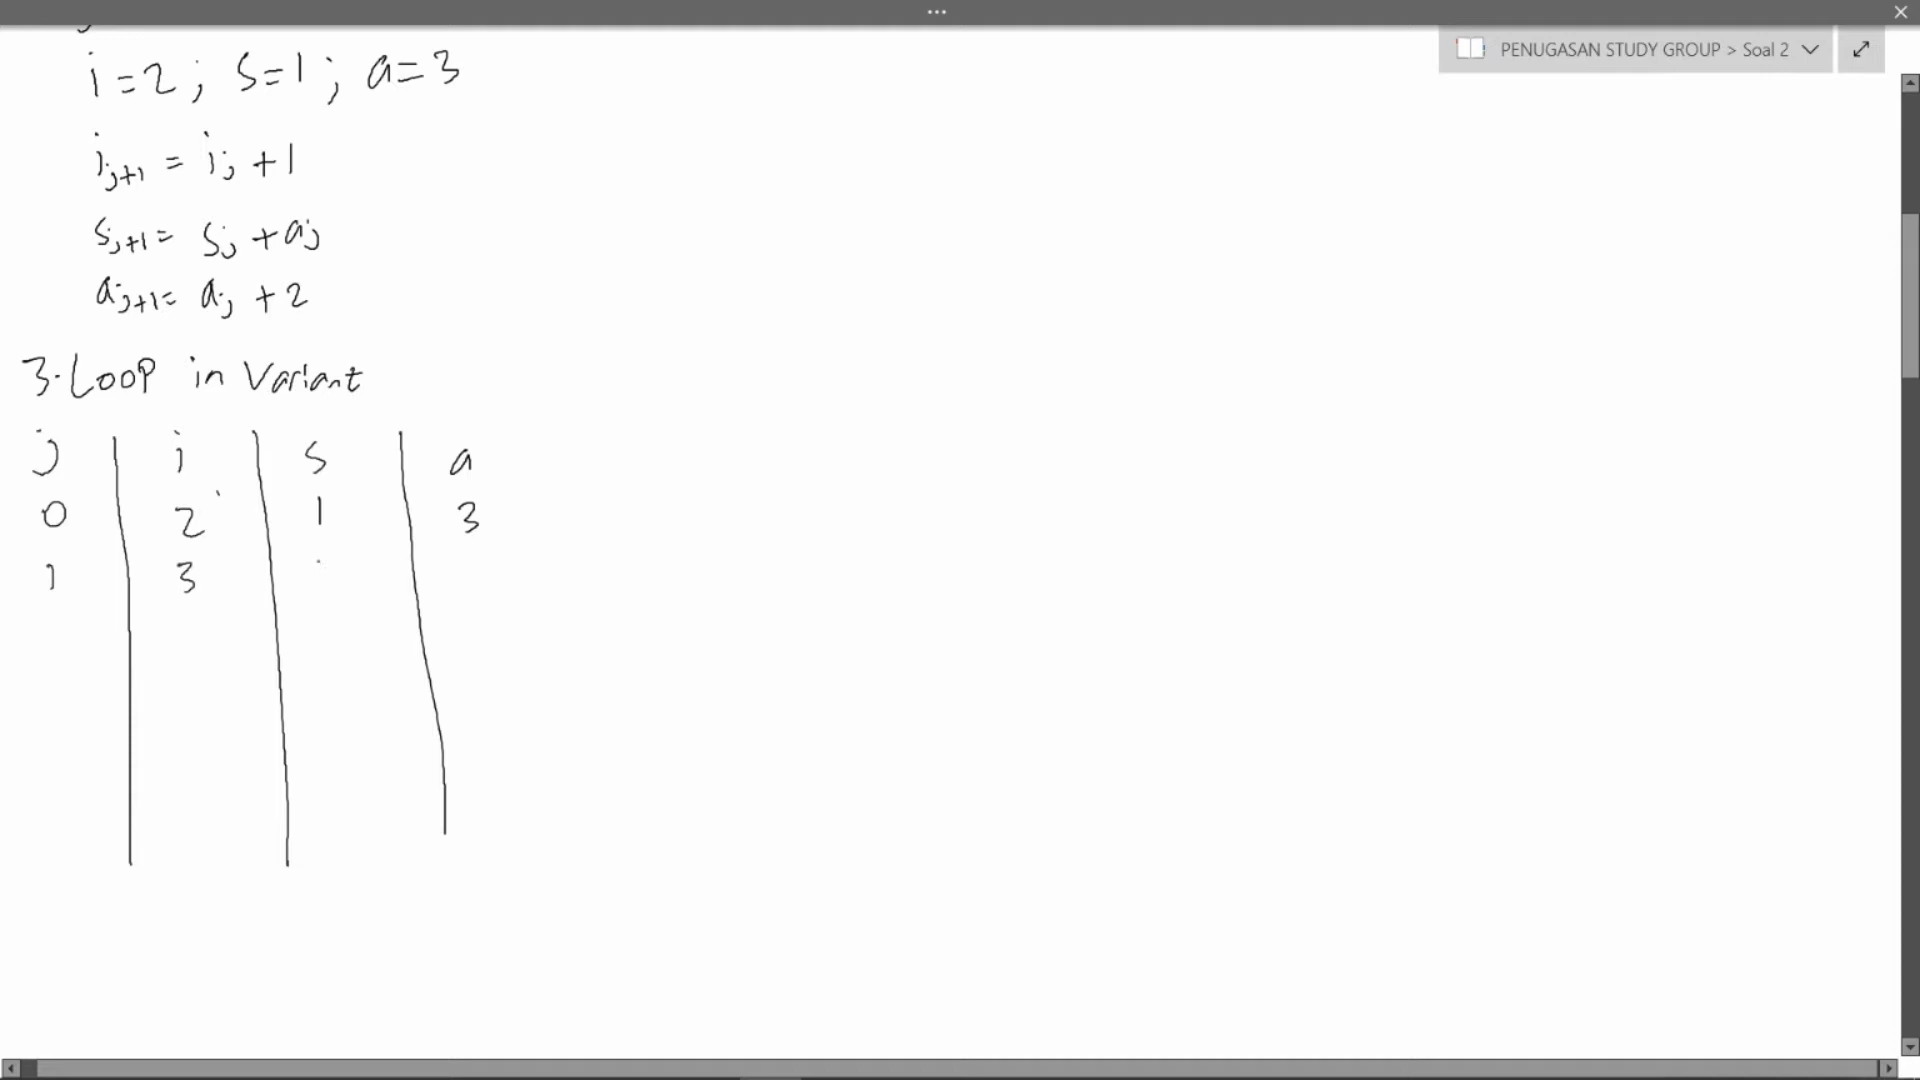 PENUGASAN STUDY GROUP > Soal 2
i=2; s=1; a=3
i_{j+1} = i_j + 1
s_{j+1} = s_j + a_j
a_{j+1} = a_j + 2
3. Loop in Variant
j | i | s | a
0 | 2 | 1 | 3
1 | 3